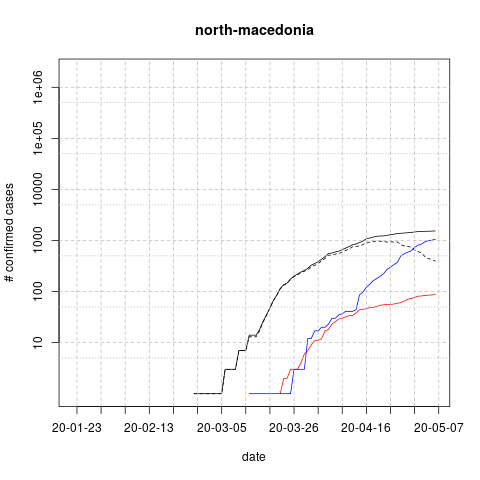 north-macedonia
# confirmed cases
1e+06
1e+05
10000
1000
100
10
20-01-23 20-02-13 20-03-05 20-03-26 20-04-16 20-05-07
date